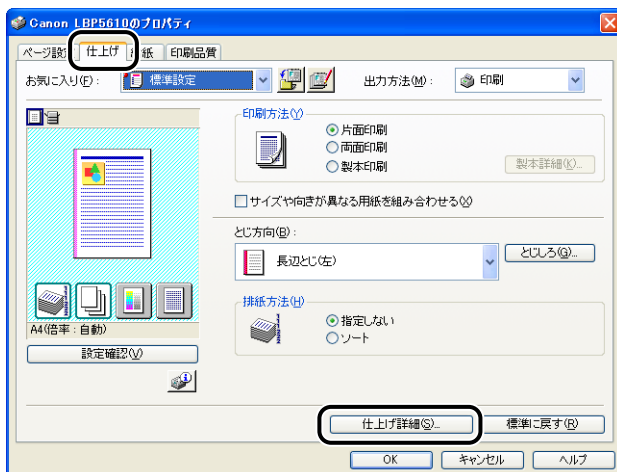 Canon LBP5610のプロパティ
ページ設 仕上げ 紙 印刷品質
お気に入り(F): 標準設定 出力方法(M): 印刷
印刷方法(Y)
片面印刷
両面印刷
製本印刷 製本詳細(K)...
サイズや向きが異なる用紙を組み合わせる(X)
とじ方向(B):
長辺とじ(左) とじしろ(G)...
排紙方法(H)
指定しない
ソート
A4(倍率:自動)
設定確認(V)
仕上げ詳細(S)... 標準に戻す(R)
OK キャンセル ヘルプ